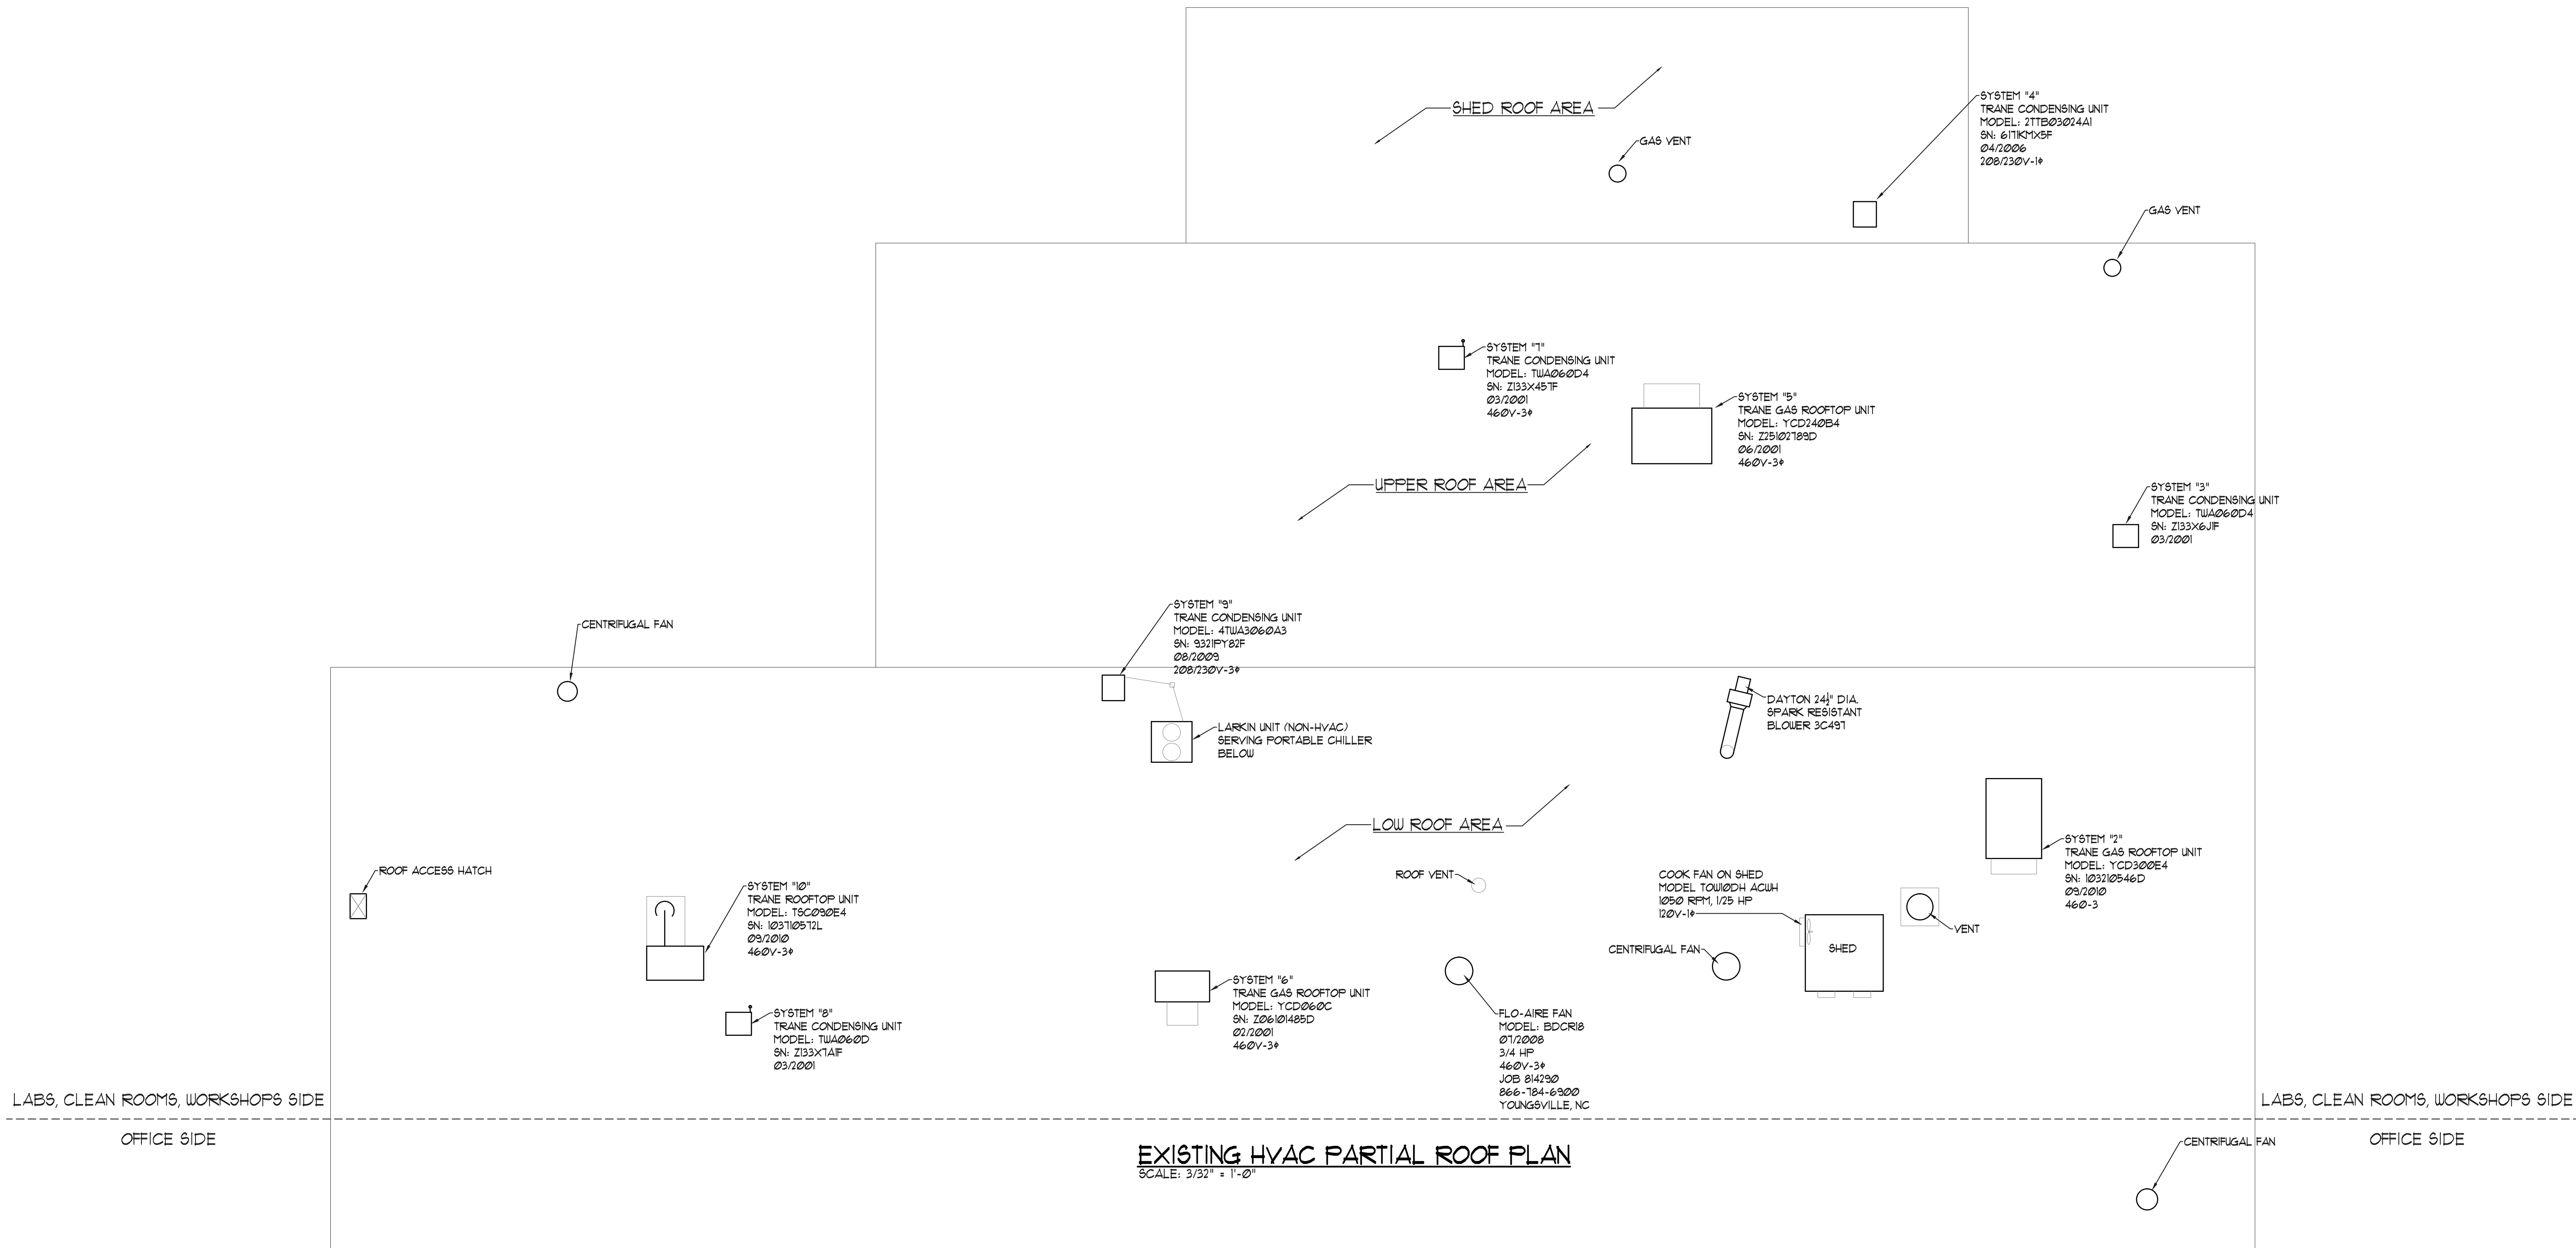 SHED ROOF AREA
GAS VENT
SYSTEM "4"
TRANE CONDENSING UNIT
MODEL: 2TTB03024A1
SN: 6171KMX5F
04/2006
208/230V-1ϕ
GAS VENT
SYSTEM "7"
TRANE CONDENSING UNIT
MODEL: TWA060D4
SN: Z133X457F
03/2001
460V-3ϕ
SYSTEM "5"
TRANE GAS ROOFTOP UNIT
MODEL: YCD240B4
SN: Z25102789D
06/2001
460V-3ϕ
UPPER ROOF AREA
SYSTEM "3"
TRANE CONDENSING UNIT
MODEL: TWA060D4
SN: Z133X6J1F
03/2001
SYSTEM "9"
TRANE CONDENSING UNIT
MODEL: 4TWA3060A3
SN: 9321PY82F
08/2009
208/230V-3ϕ
CENTRIFUGAL FAN
LARKIN UNIT (NON-HVAC)
SERVING PORTABLE CHILLER
BELOW
DAYTON 24½" DIA.
SPARK RESISTANT
BLOWER 3C497
LOW ROOF AREA
SYSTEM "2"
TRANE GAS ROOFTOP UNIT
MODEL: YCD300E4
SN: 103210546D
09/2010
460-3
ROOF ACCESS HATCH
ROOF VENT
COOK FAN ON SHED
MODEL TOW10DH ACWH
1050 RPM, 1/25 HP
120V-1ϕ
SYSTEM "10"
TRANE ROOFTOP UNIT
MODEL: TSC090E4
SN: 103710572L
09/2010
460V-3ϕ
VENT
CENTRIFUGAL FAN
SHED
SYSTEM "6"
TRANE GAS ROOFTOP UNIT
MODEL: YCD060C
SN: Z06101485D
02/2001
460V-3ϕ
SYSTEM "8"
TRANE CONDENSING UNIT
MODEL: TWA060D
SN: Z133X7A1F
03/2001
FLO-AIRE FAN
MODEL: BDCR18
07/2008
3/4 HP
460V-3ϕ
JOB 814290
866-784-6900
YOUNGSVILLE, NC
LABS, CLEAN ROOMS, WORKSHOPS SIDE
OFFICE SIDE
LABS, CLEAN ROOMS, WORKSHOPS SIDE
OFFICE SIDE
CENTRIFUGAL FAN
EXISTING HVAC PARTIAL ROOF PLAN
SCALE: 3/32" = 1'-0"